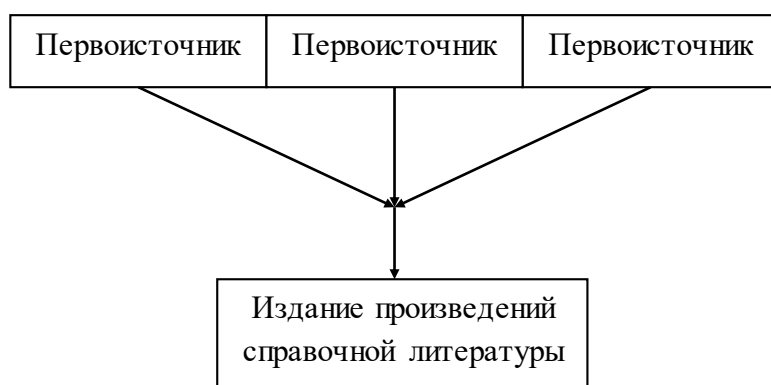 Первоисточник Первоисточник Первоисточник
Издание произведений
справочной литературы